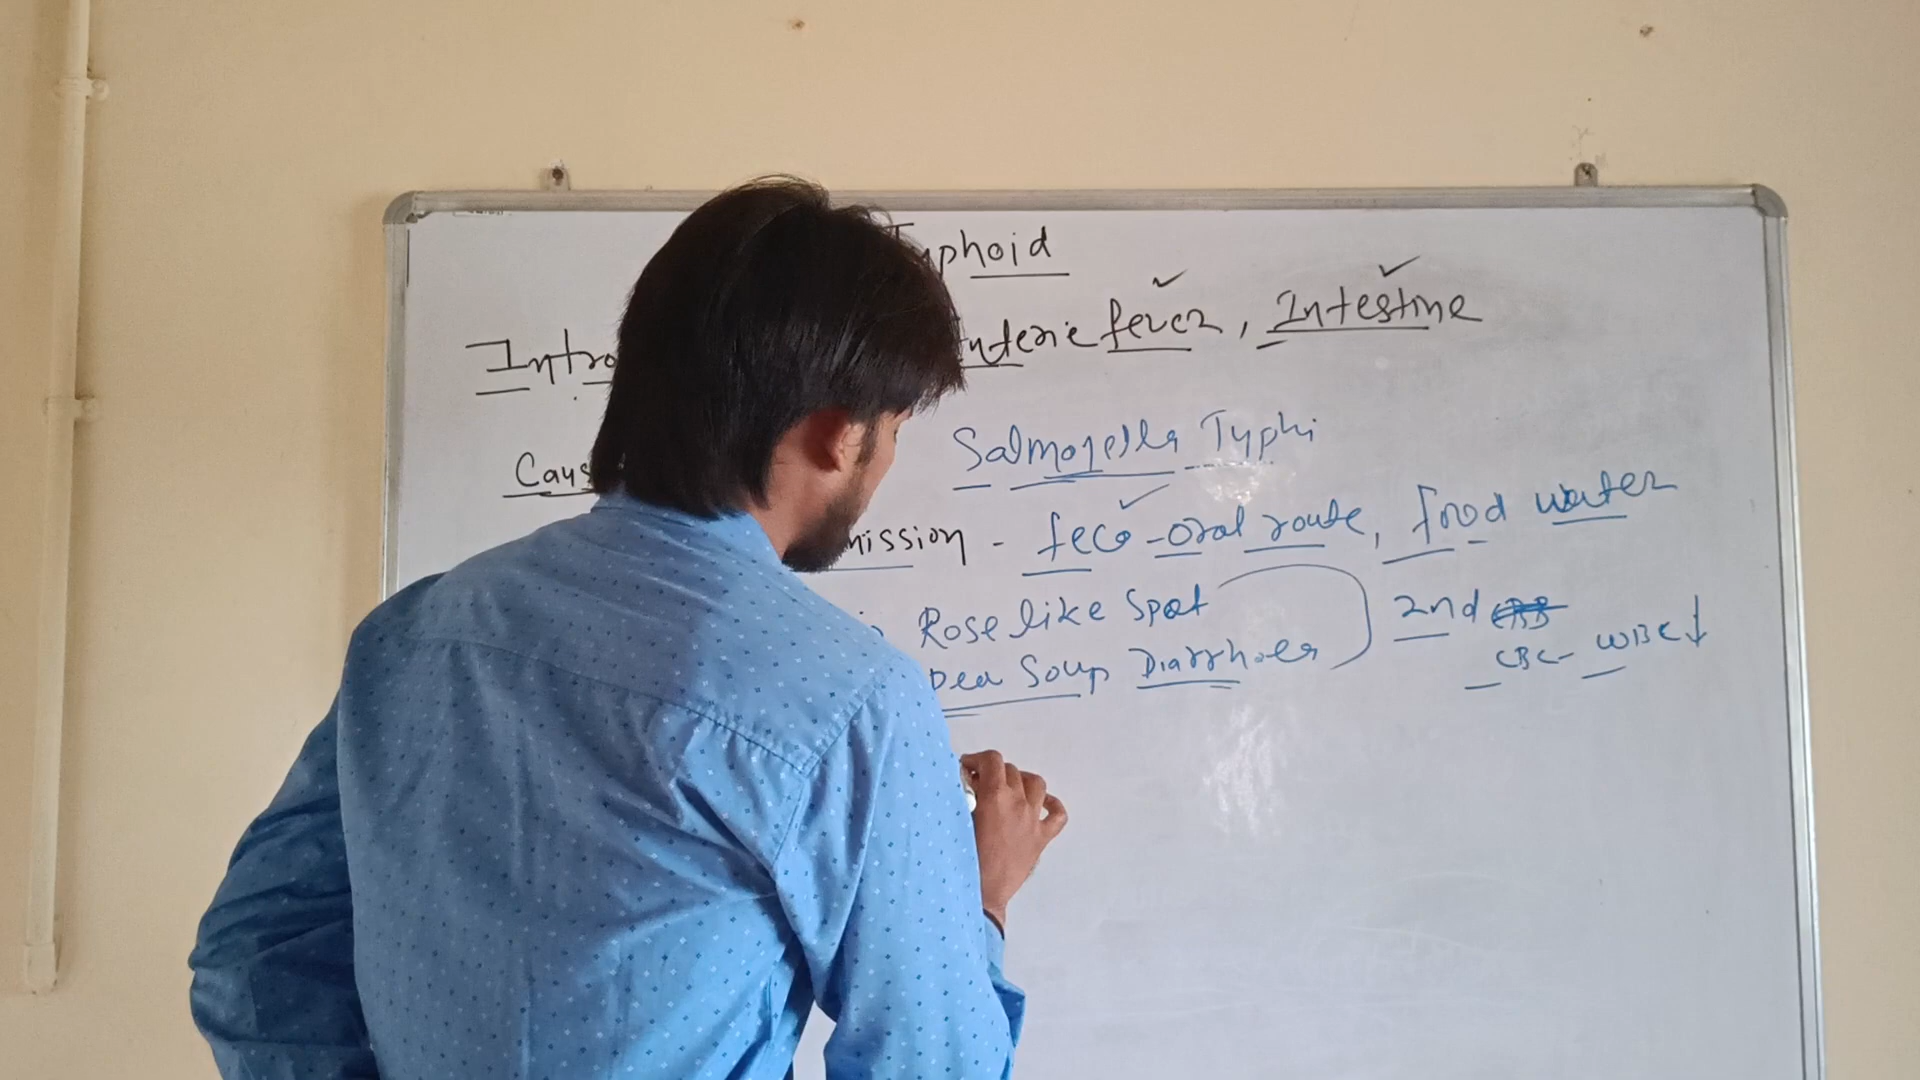 Typhoid
Intro Enteric fever, Intestine
Caus Salmonella Typhi
mission - feco-oral route, food water
Rose like Spot 2nd
Pea Soup Diarrhoea CBC- WBC↓